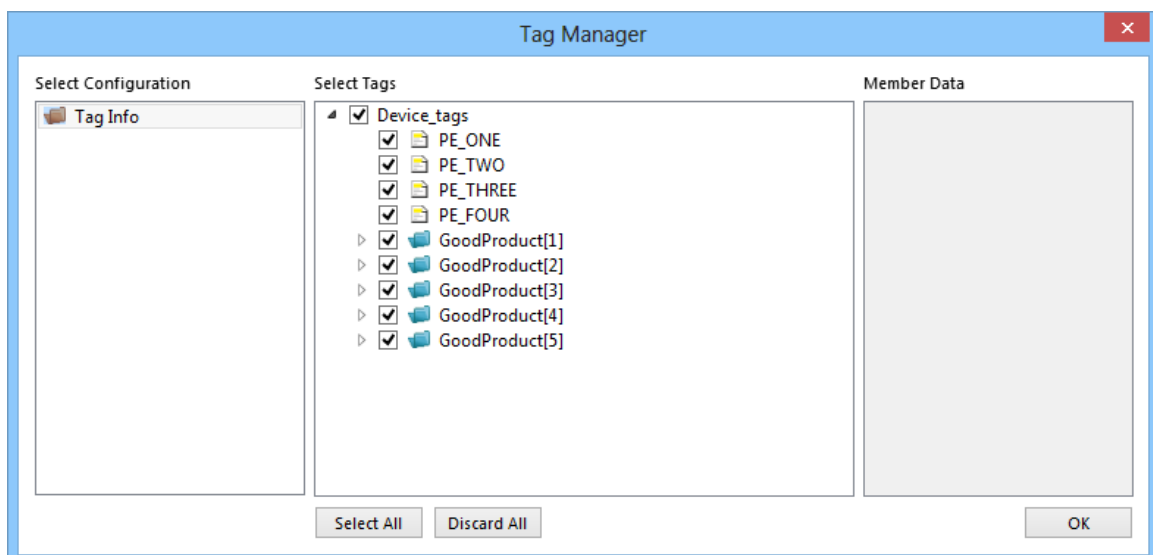 Tag Manager
Select Configuration
Select Tags
Member Data
Tag Info
Device_tags
PE_ONE
PE_TWO
PE_THREE
PE_FOUR
GoodProduct[1]
GoodProduct[2]
GoodProduct[3]
GoodProduct[4]
GoodProduct[5]
Select All
Discard All
OK